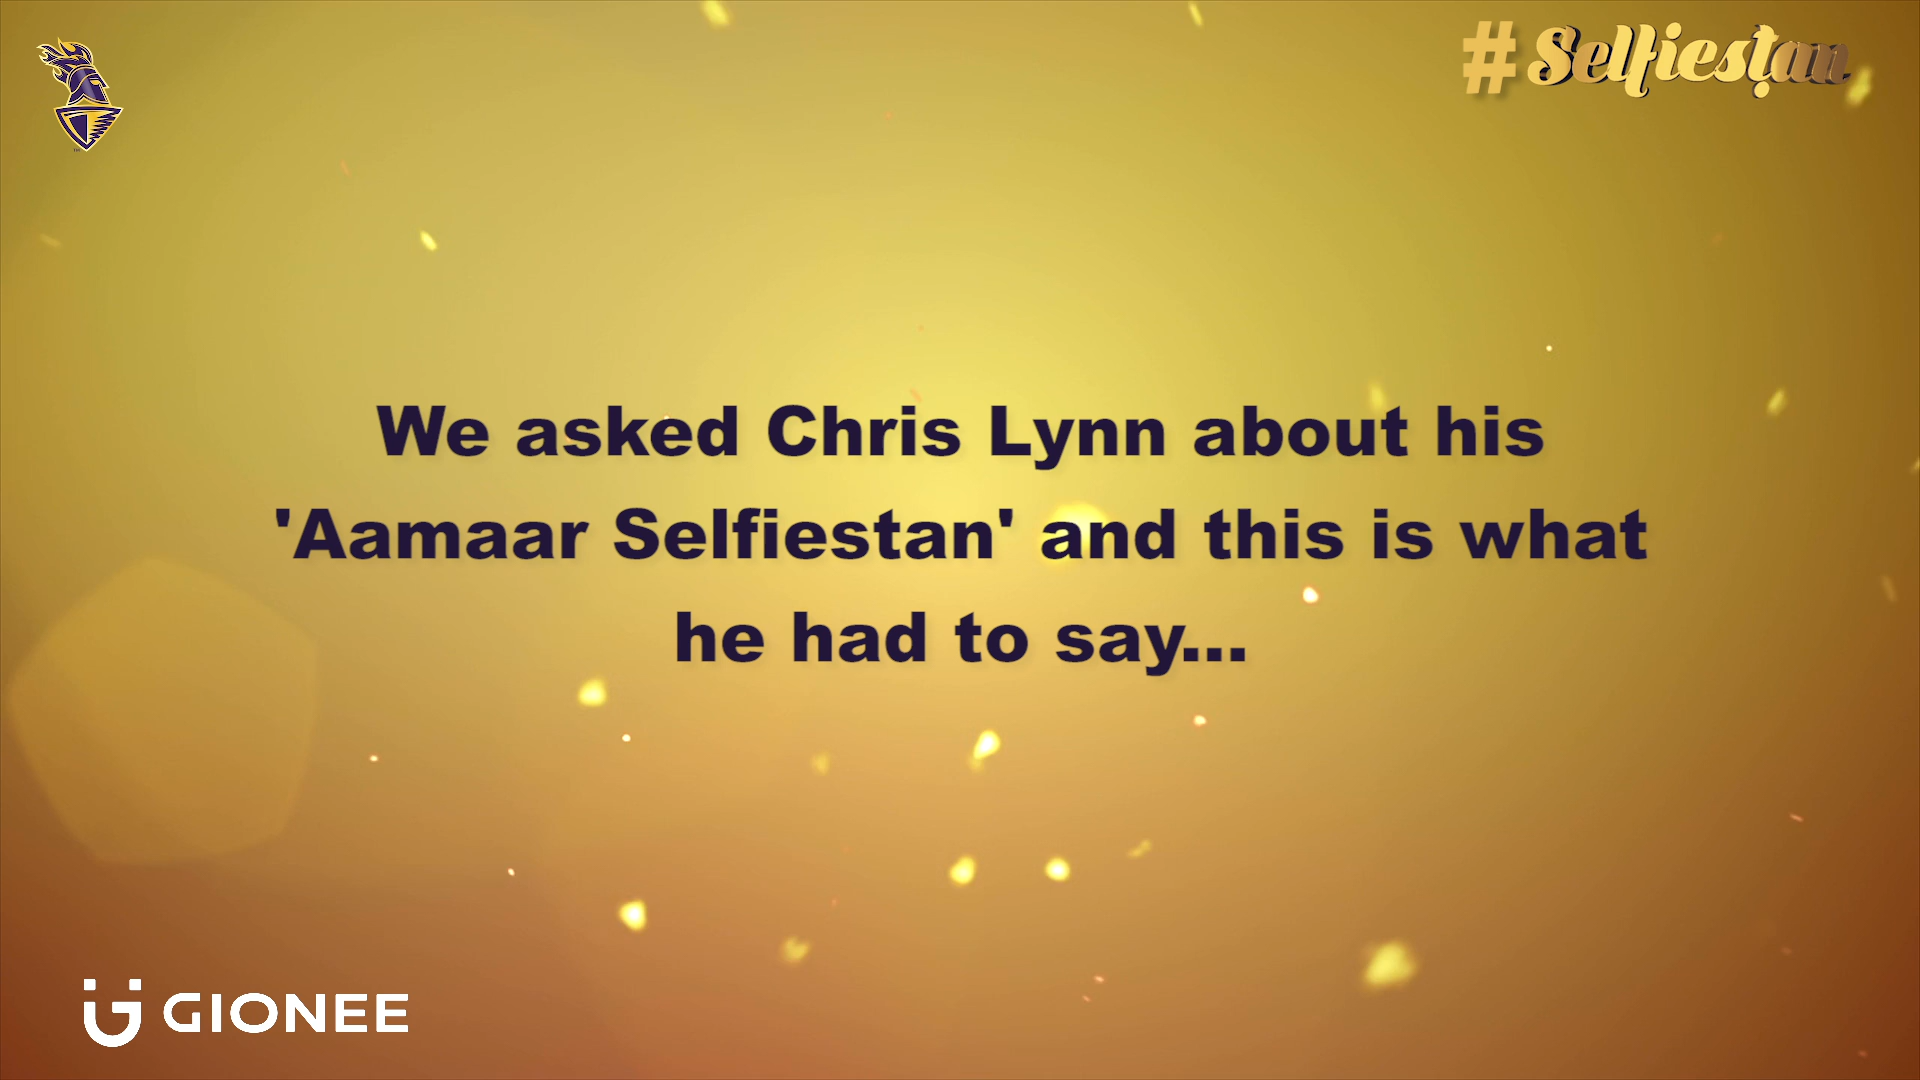 #Selfiestan
We asked Chris Lynn about his
'Aamaar Selfiestan' and this is what
he had to say...
GIONEE